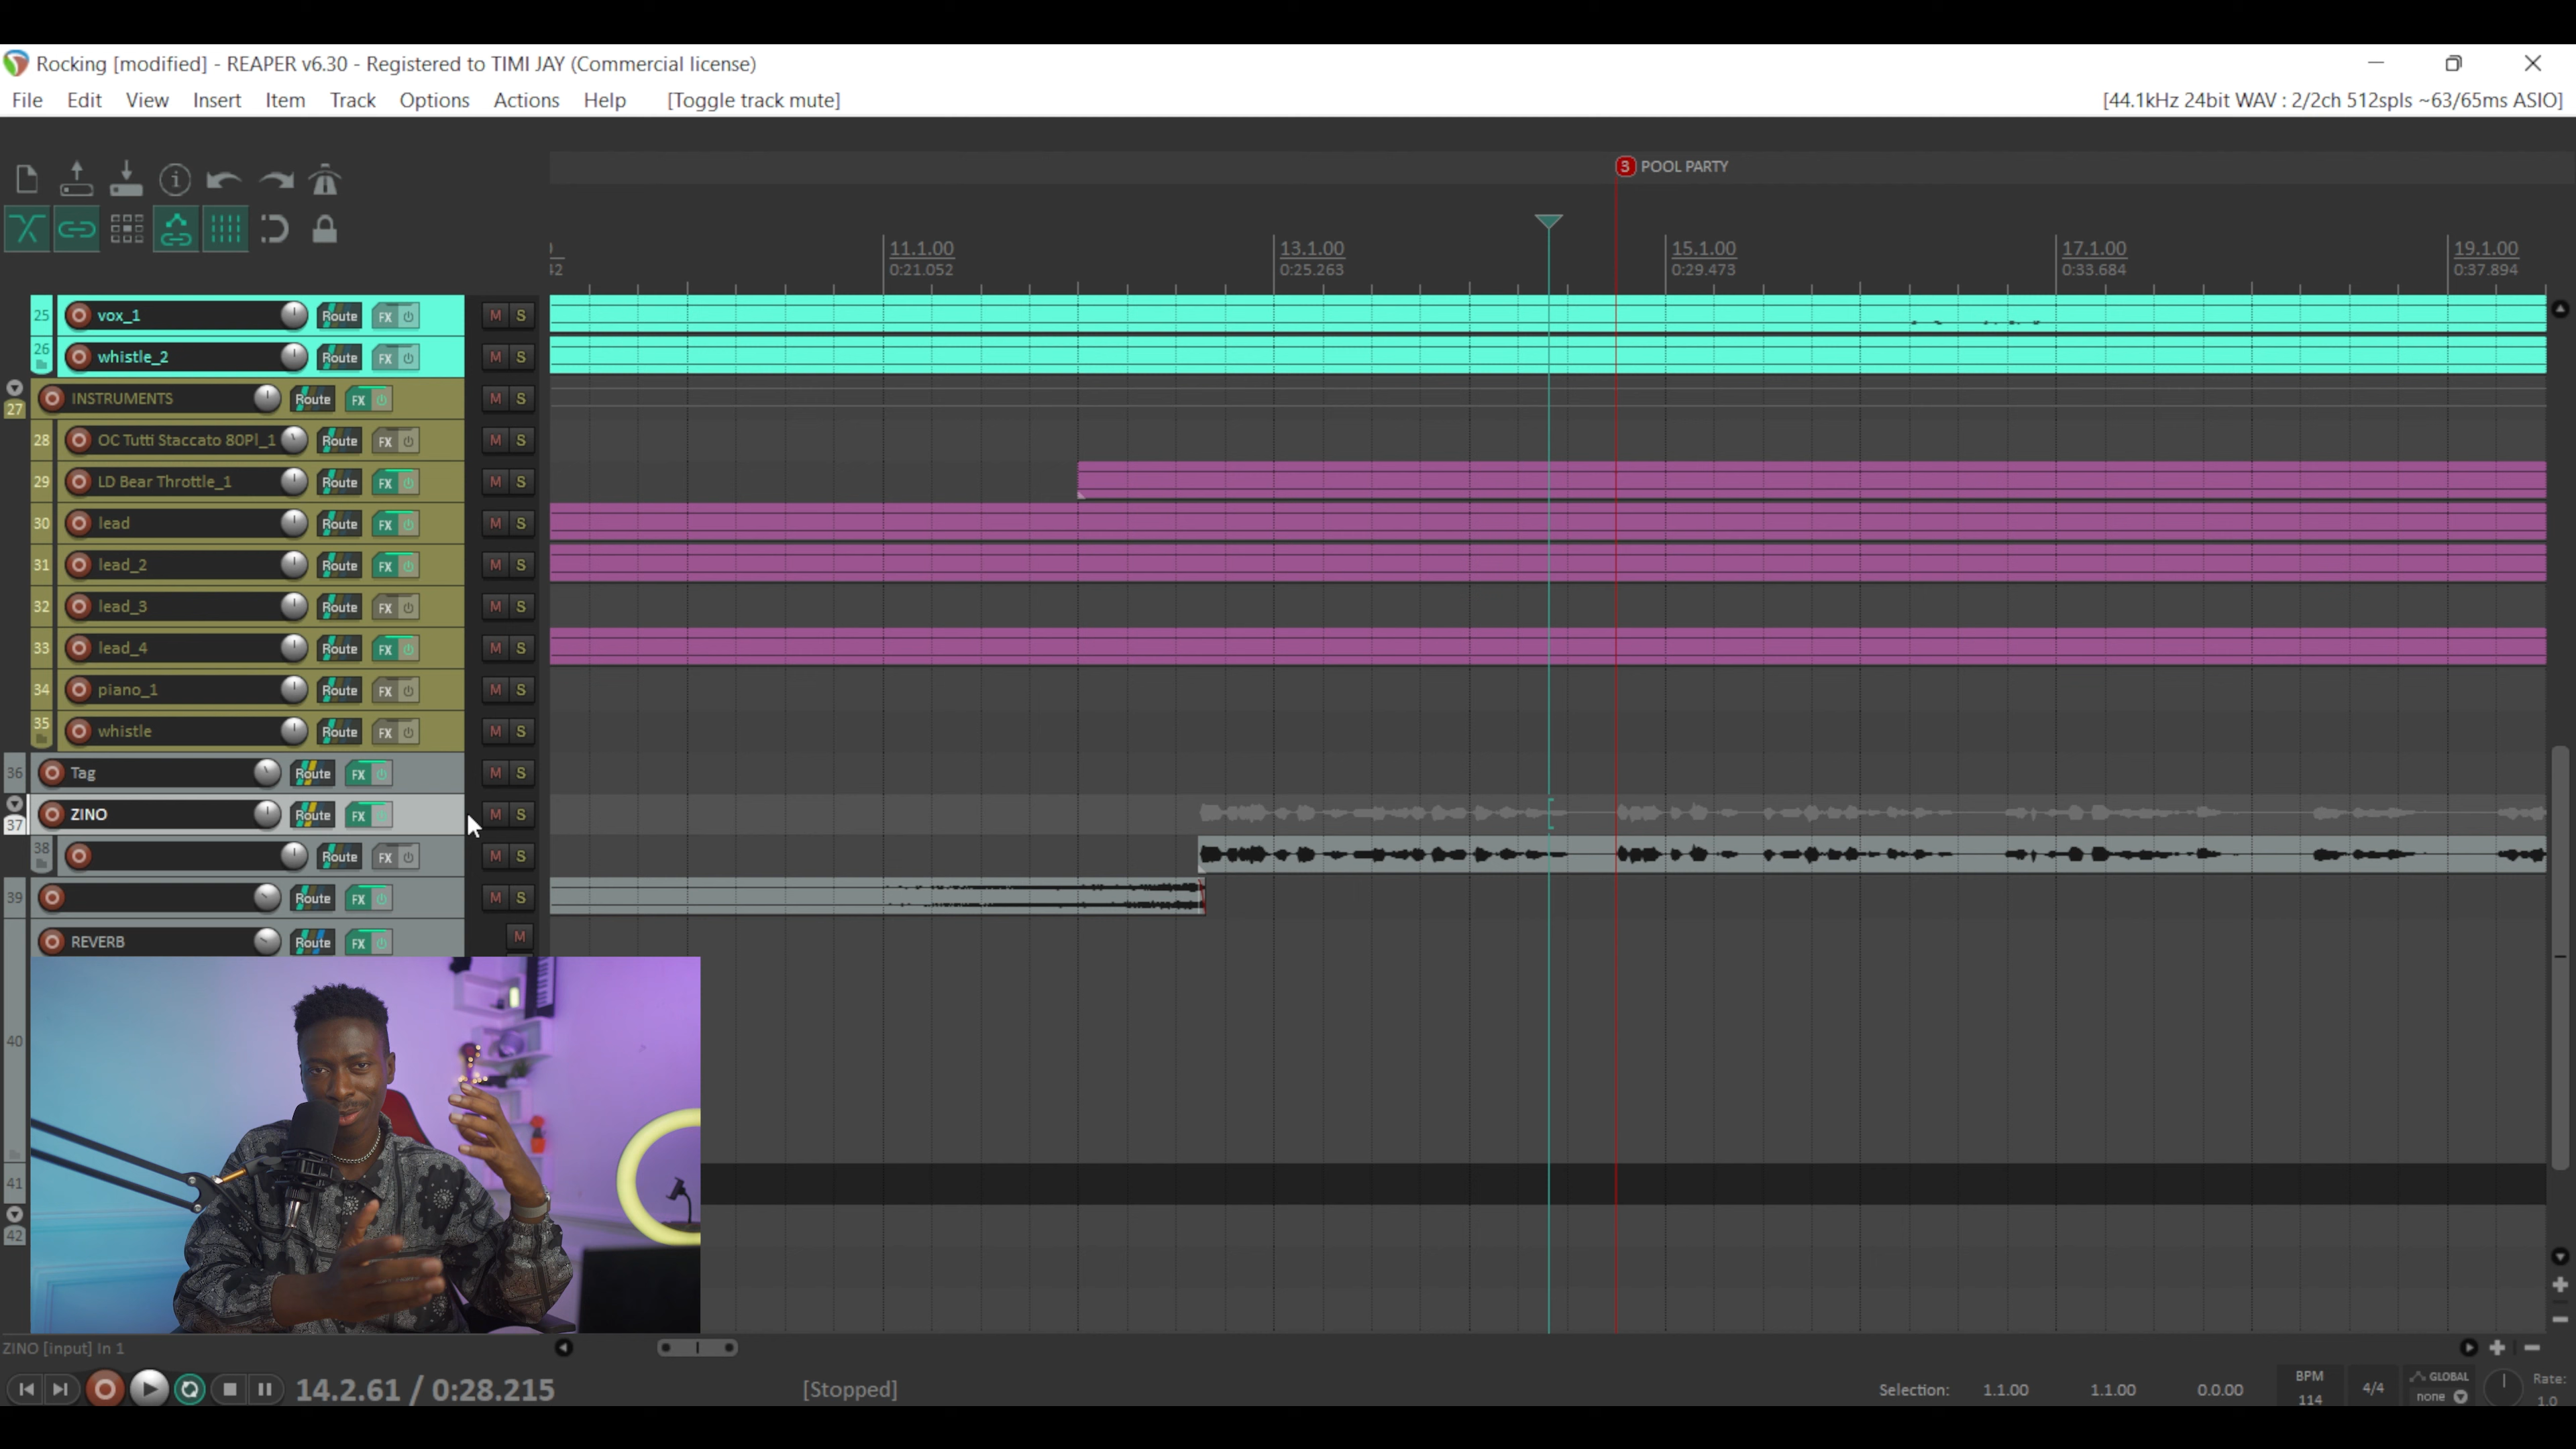 Rocking [modified] - REAPER v6.30 - Registered to TIMI JAY (Commercial license)
File Edit View Insert Item Track Options Actions Help [Toggle track mute] [44.1kHz 24bit WAV : 2/2ch 512spls ~63/65ms ASIO]
3 POOL PARTY
11.1.00 13.1.00 15.1.00 17.1.00 19.1.00
42 0:21.052 0:25.263 0:29.473 0:33.684 0:37.894
25 vox_1 Route FX M S
26 whistle_2 Route FX M S
27 INSTRUMENTS Route FX M S
28 OC Tutti Staccato 80Pl_1 Route FX M S
29 LD Bear Throttle_1 Route FX M S
30 lead Route FX M S
31 lead_2 Route FX M S
32 lead_3 Route FX M S
33 lead_4 Route FX M S
34 piano_1 Route FX M S
35 whistle Route FX M S
36 Tag Route FX M S
37 ZINO Route FX M S
38 Route FX M S
39 Route FX M S
REVERB Route FX M
40
41
42
ZINO [input] In 1
14.2.61 / 0:28.215 [Stopped] Selection: 1.1.00 1.1.00 0.0.00 BPM 114 4/4 GLOBAL none Rate: 1.0